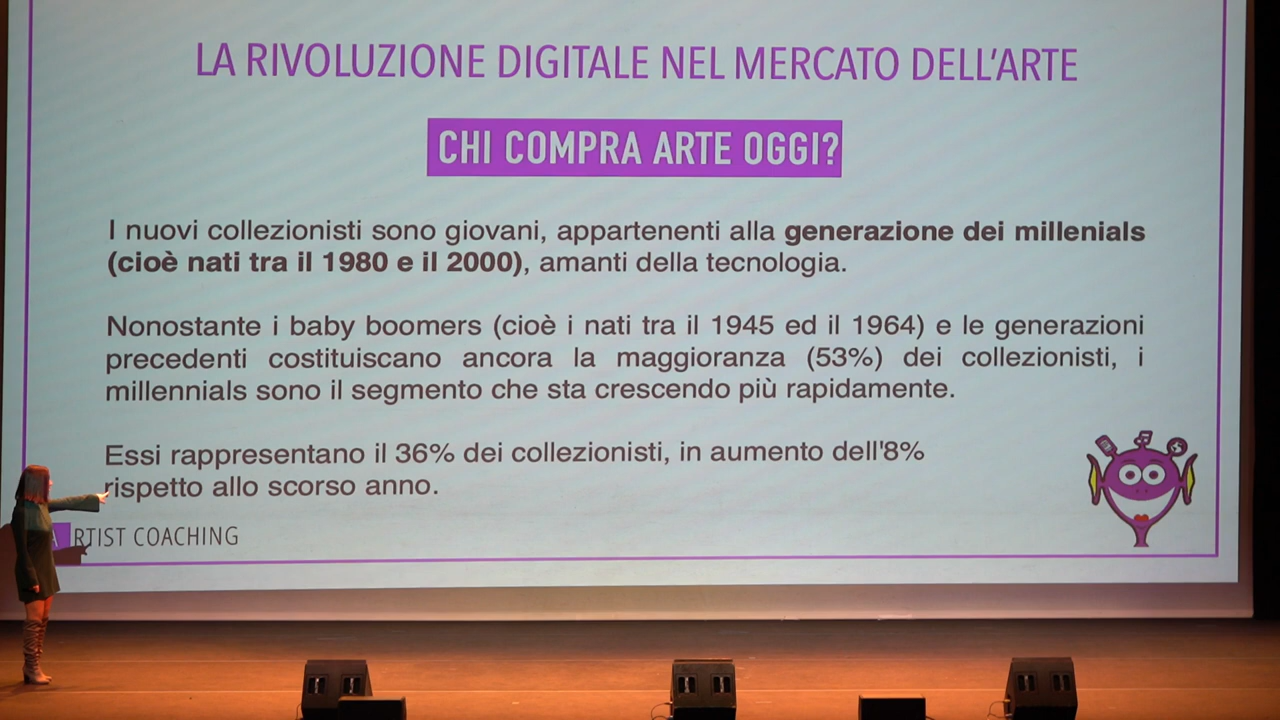 LA RIVOLUZIONE DIGITALE NEL MERCATO DELL'ARTE
CHI COMPRA ARTE OGGI?
I nuovi collezionisti sono giovani, appartenenti alla generazione dei millenials
(cioè nati tra il 1980 e il 2000), amanti della tecnologia.
Nonostante i baby boomers (cioè i nati tra il 1945 ed il 1964) e le generazioni
precedenti costituiscano ancora la maggioranza (53%) dei collezionisti, i
millennials sono il segmento che sta crescendo più rapidamente.
Essi rappresentano il 36% dei collezionisti, in aumento dell'8%
rispetto allo scorso anno.
ARTIST COACHING